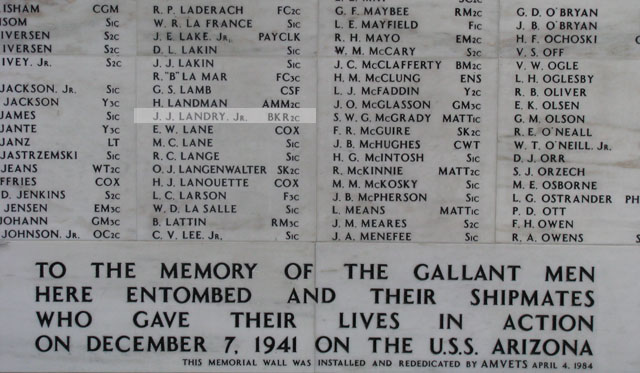 ISHAM CGM
ISOM S1C
IVERSEN S2C
IVERSEN S2C
IVEY, JR. S2C
JACKSON, JR. S1C
JACKSON Y3C
JAMES S1C
JANTE Y3C
JANZ LT
JASTRZEMSKI S1C
JEANS WT2C
FFRIES COX
D. JENKINS S2C
JENSEN EM3C
JOHANN GM3C
JOHNSON, JR. OC2C
R. P. LADERACH FC2C
W. R. LA FRANCE S1C
J. E. LAKE, JR. PAYCLK
D. L. LAKIN S1C
J. J. LAKIN S1C
R. "B" LA MAR FC3C
G. S. LAMB CSF
H. LANDMAN AMM2C
J. J. LANDRY, JR. BKR2C
E. W. LANE COX
M. C. LANE S1C
R. C. LANGE S1C
O. J. LANGENWALTER SK2C
H. J. LANOUETTE COX
L. C. LARSON F3C
W. D. LA SALLE S1C
B. LATTIN RM3C
C. V. LEE, JR. S1C
G. F. MAYBEE RM2C
L. E. MAYFIELD F1C
R. H. MAYO EM2C
W. M. McCARY S2C
J. C. McCLAFFERTY BM2C
H. M. McCLUNG ENS
L. J. McFADDIN Y2C
J. O. McGLASSON GM3C
S. W. G. McGRADY MATT1C
F. R. McGUIRE SK2C
J. B. McHUGHES CWT
H. G. McINTOSH S1C
R. McKINNIE MATT2C
M. M. McKOSKY S1C
J. B. McPHERSON S1C
L. MEANS MATT1C
J. M. MEARES S2C
J. A. MENEFEE S1C
G. D. O'BRYAN
J. B. O'BRYAN
H. F. OCHOSKI
V. S. OFF
V. W. OGLE
L. H. OGLESBY
R. B. OLIVER
E. K. OLSEN
G. M. OLSON
R. E. O'NEALL
W. T. O'NEILL, JR.
D. J. ORR
S. J. ORZECH
M. E. OSBORNE
L. G. OSTRANDER PH
P. D. OTT
F. H. OWEN
R. A. OWENS
TO THE MEMORY OF THE GALLANT MEN
HERE ENTOMBED AND THEIR SHIPMATES
WHO GAVE THEIR LIVES IN ACTION
ON DECEMBER 7, 1941 ON THE U.S.S. ARIZONA
THIS MEMORIAL WALL WAS INSTALLED AND REDEDICATED BY AMVETS APRIL 4, 1984